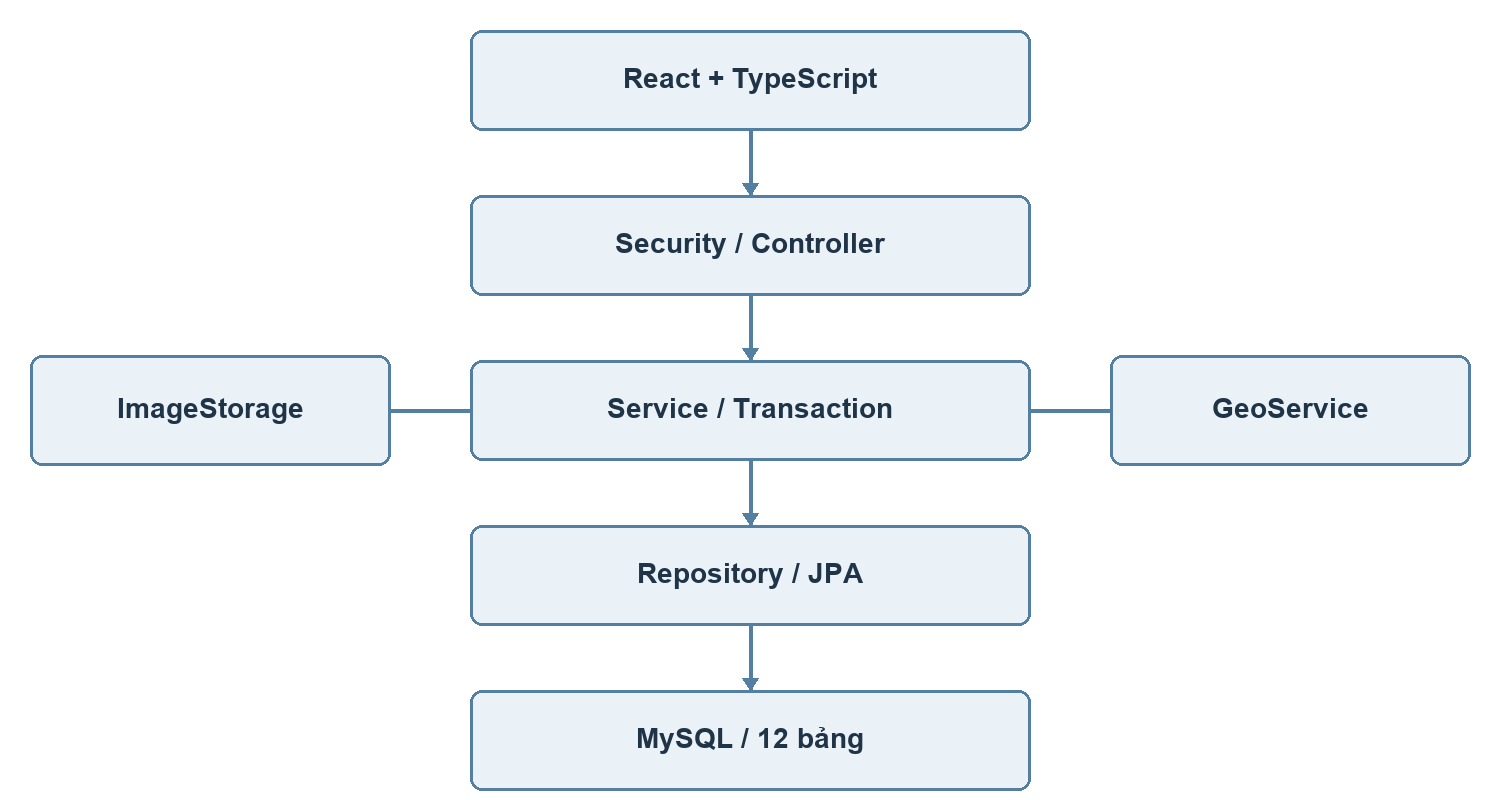 React + TypeScript
Security / Controller
ImageStorage
Service / Transaction
GeoService
Repository / JPA
MySQL / 12 bảng